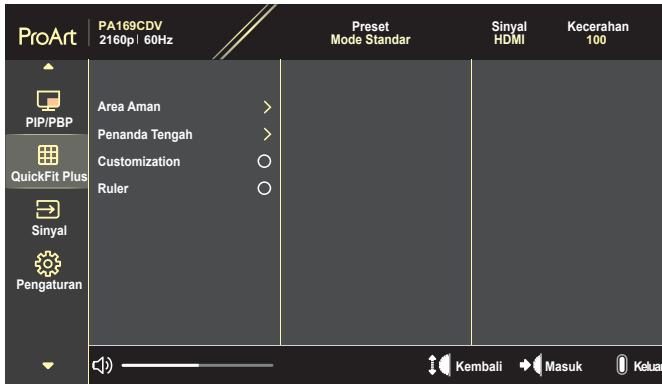 ProArt
PA169CDV
2160p 60Hz
Preset
Mode Standar
Sinyal
HDMI
Kecerahan
100
PIP/PBP
QuickFit Plus
Sinyal
Pengaturan
Area Aman
Penanda Tengah
Customization
Ruler
Kembali
Masuk
Keluar